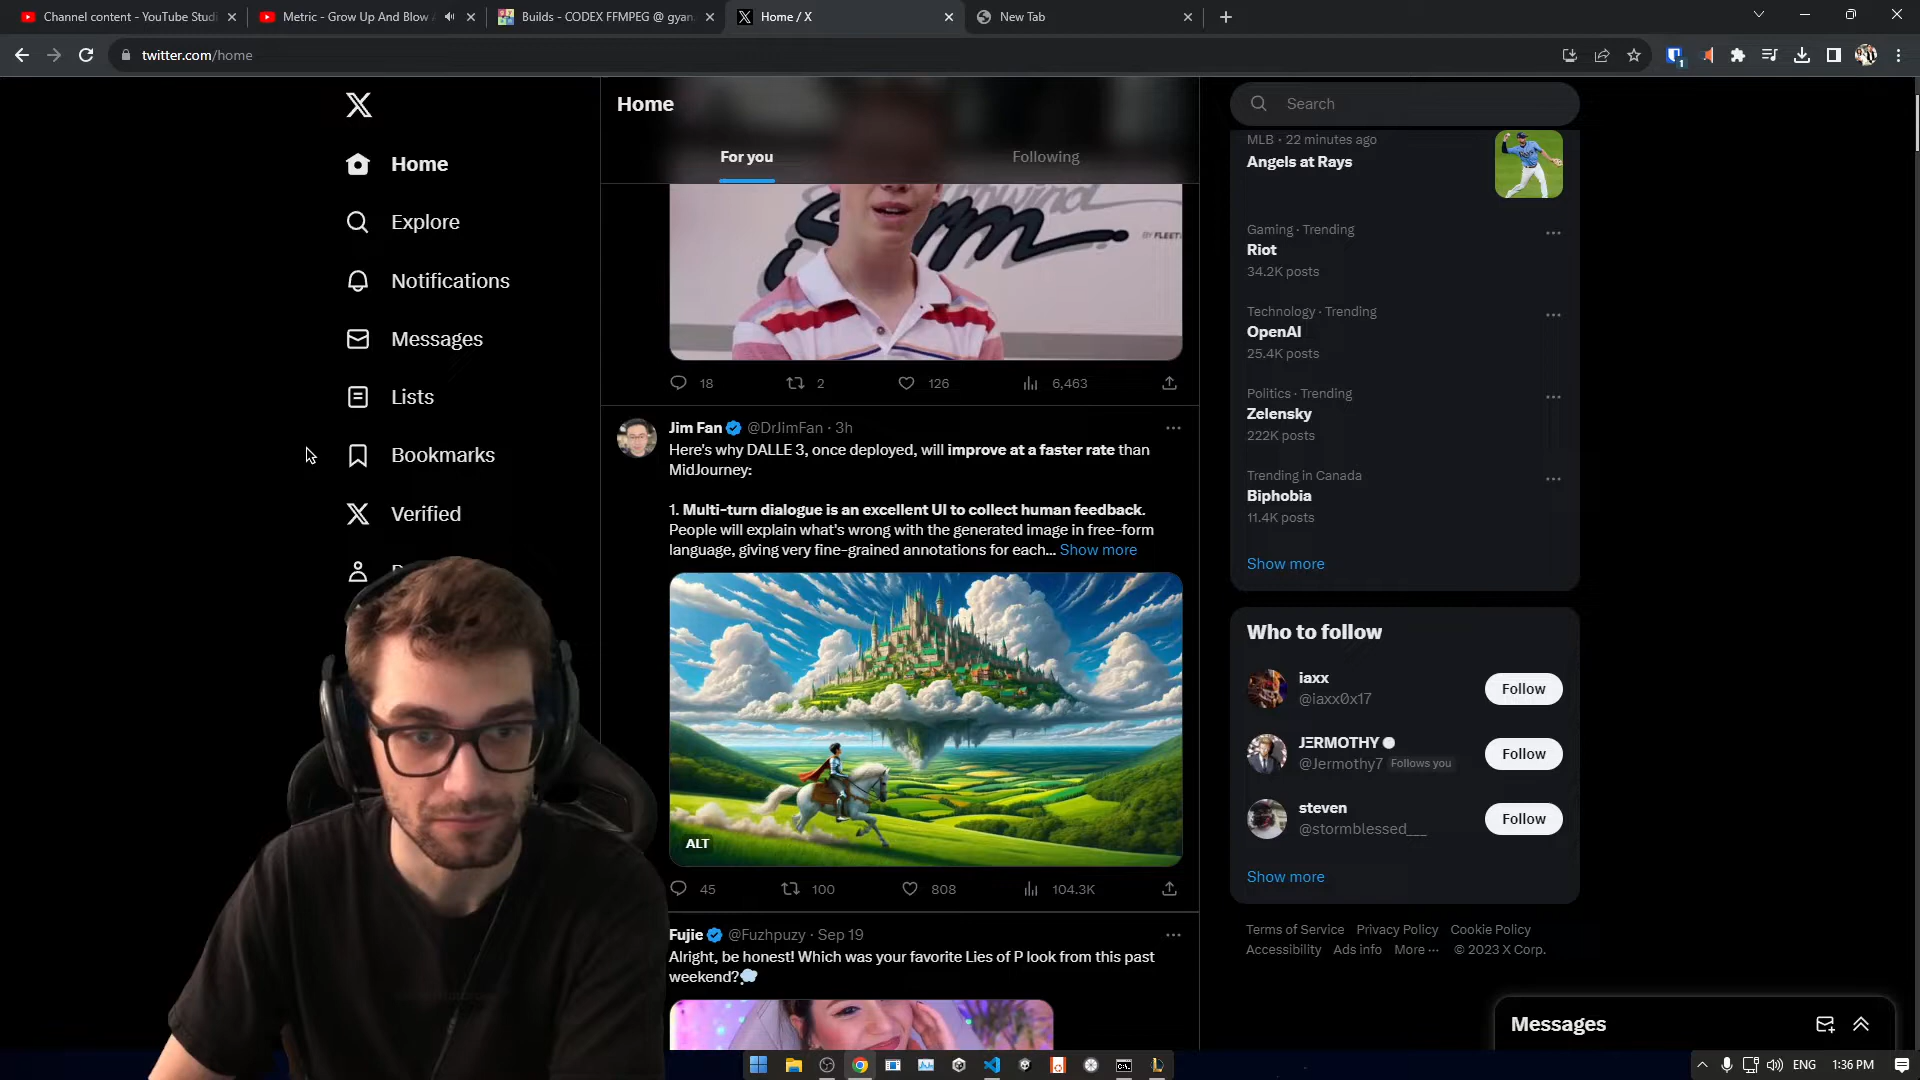 Channel content - YouTube Studi
Metric - Grow Up And Blow A
Builds - CODEX FFMPEG @ gyan
Home / X
New Tab
twitter.com/home
1
Home
Explore
Notifications
Messages
Lists
Bookmarks
Verified
Home
For you
Following
BY FLEET
18
2
126
6,463
Jim Fan @DrJimFan · 3h
Here's why DALLE 3, once deployed, will improve at a faster rate than
MidJourney:
1. Multi-turn dialogue is an excellent UI to collect human feedback.
People will explain what's wrong with the generated image in free-form
language, giving very fine-grained annotations for each... Show more
ALT
45
100
808
104.3K
Fujie @Fuzhpuzy · Sep 19
Alright, be honest! Which was your favorite Lies of P look from this past
weekend?💭
Search
MLB · 22 minutes ago
Angels at Rays
Gaming · Trending
Riot
34.2K posts
Technology · Trending
OpenAI
25.4K posts
Politics · Trending
Zelensky
222K posts
Trending in Canada
Biphobia
11.4K posts
Show more
Who to follow
iaxx
@iaxx0x17
Follow
JΞRMOTHY
@Jermothy7 Follows you
Follow
steven
@stormblessed___
Follow
Show more
Terms of Service Privacy Policy Cookie Policy
Accessibility Ads info More ··· © 2023 X Corp.
Messages
ENG
1:36 PM